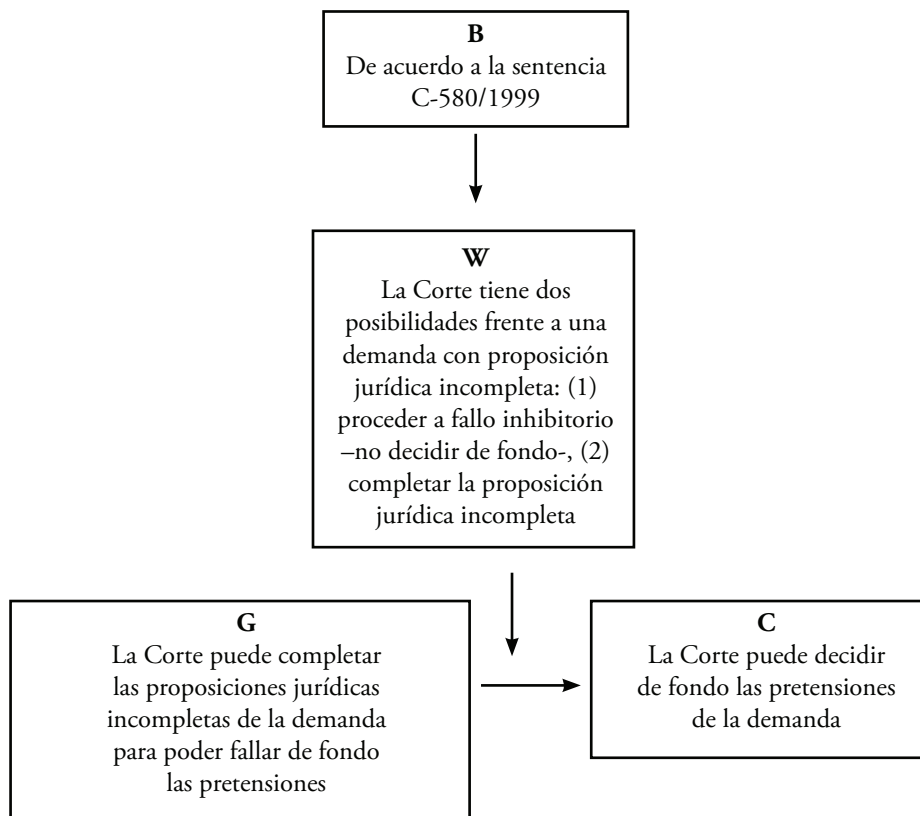 B
De acuerdo a la sentencia
C-580/1999
W
La Corte tiene dos
posibilidades frente a una
demanda con proposición
jurídica incompleta: (1)
proceder a fallo inhibitorio
–no decidir de fondo-, (2)
completar la proposición
jurídica incompleta
G
La Corte puede completar
las proposiciones jurídicas
incompletas de la demanda
para poder fallar de fondo
las pretensiones
C
La Corte puede decidir
de fondo las pretensiones
de la demanda